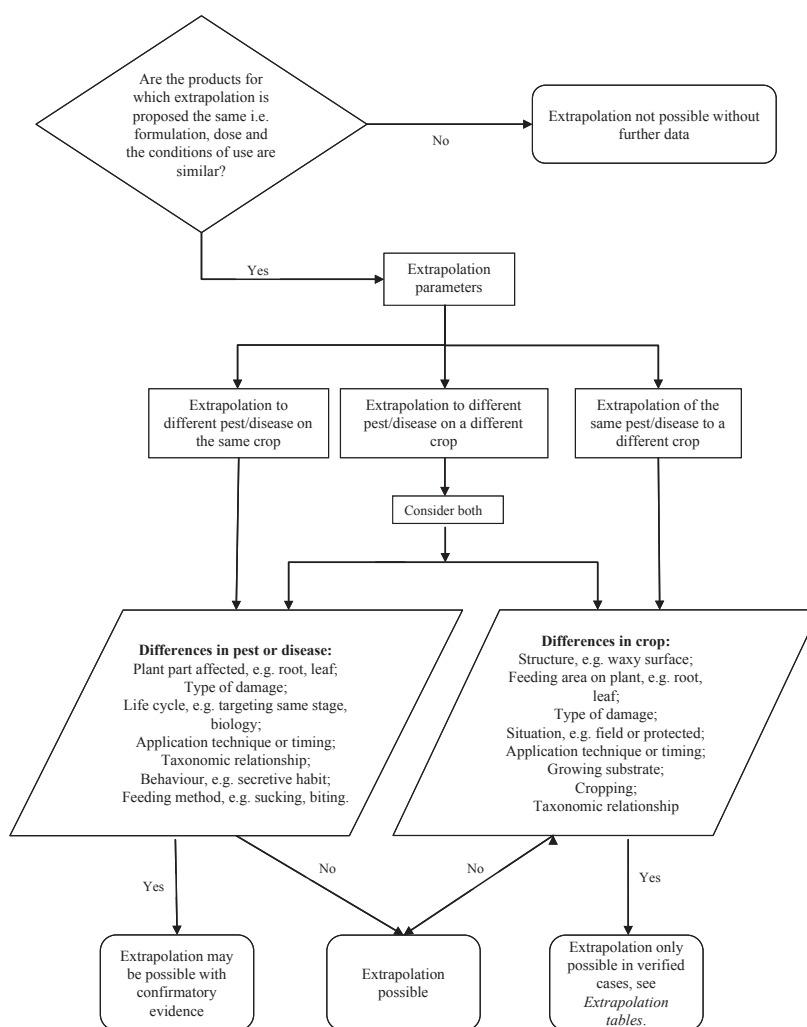 Are the products for
which extrapolation is
proposed the same i.e.
formulation, dose and
the conditions of use are
similar?
No
Extrapolation not possible without
further data
Yes
Extrapolation
parameters
Extrapolation to
different pest/disease on
the same crop
Extrapolation to different
pest/disease on a different
crop
Extrapolation of the
same pest/disease to a
different crop
Consider both
Differences in pest or disease:
Plant part affected, e.g. root, leaf;
Type of damage;
Life cycle, e.g. targeting same stage,
biology;
Application technique or timing;
Taxonomic relationship;
Behaviour, e.g. secretive habit;
Feeding method, e.g. sucking, biting.
Differences in crop:
Structure, e.g. waxy surface;
Feeding area on plant, e.g. root,
leaf;
Type of damage;
Situation, e.g. field or protected;
Application technique or timing;
Growing substrate;
Cropping;
Taxonomic relationship
Yes
No
No
Yes
Extrapolation may
be possible with
confirmatory
evidence
Extrapolation
possible
Extrapolation only
possible in verified
cases, see
Extrapolation
tables.